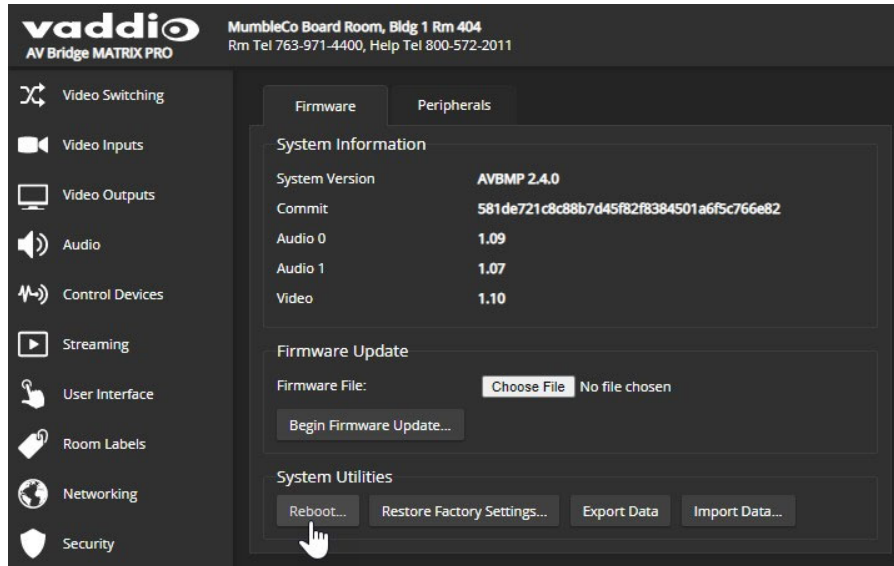 vaddio
AV Bridge MATRIX PRO
MumbleCo Board Room, Bldg 1 Rm 404
Rm Tel 763-971-4400, Help Tel 800-572-2011
Video Switching
Video Inputs
Video Outputs
Audio
Control Devices
Streaming
User Interface
Room Labels
Networking
Security
Firmware Peripherals
System Information
System Version AVBMP 2.4.0
Commit 581de721c8c88b7d45f82f8384501a6f5c766e82
Audio 0 1.09
Audio 1 1.07
Video 1.10
Firmware Update
Firmware File: Choose File No file chosen
Begin Firmware Update...
System Utilities
Reboot... Restore Factory Settings... Export Data Import Data...